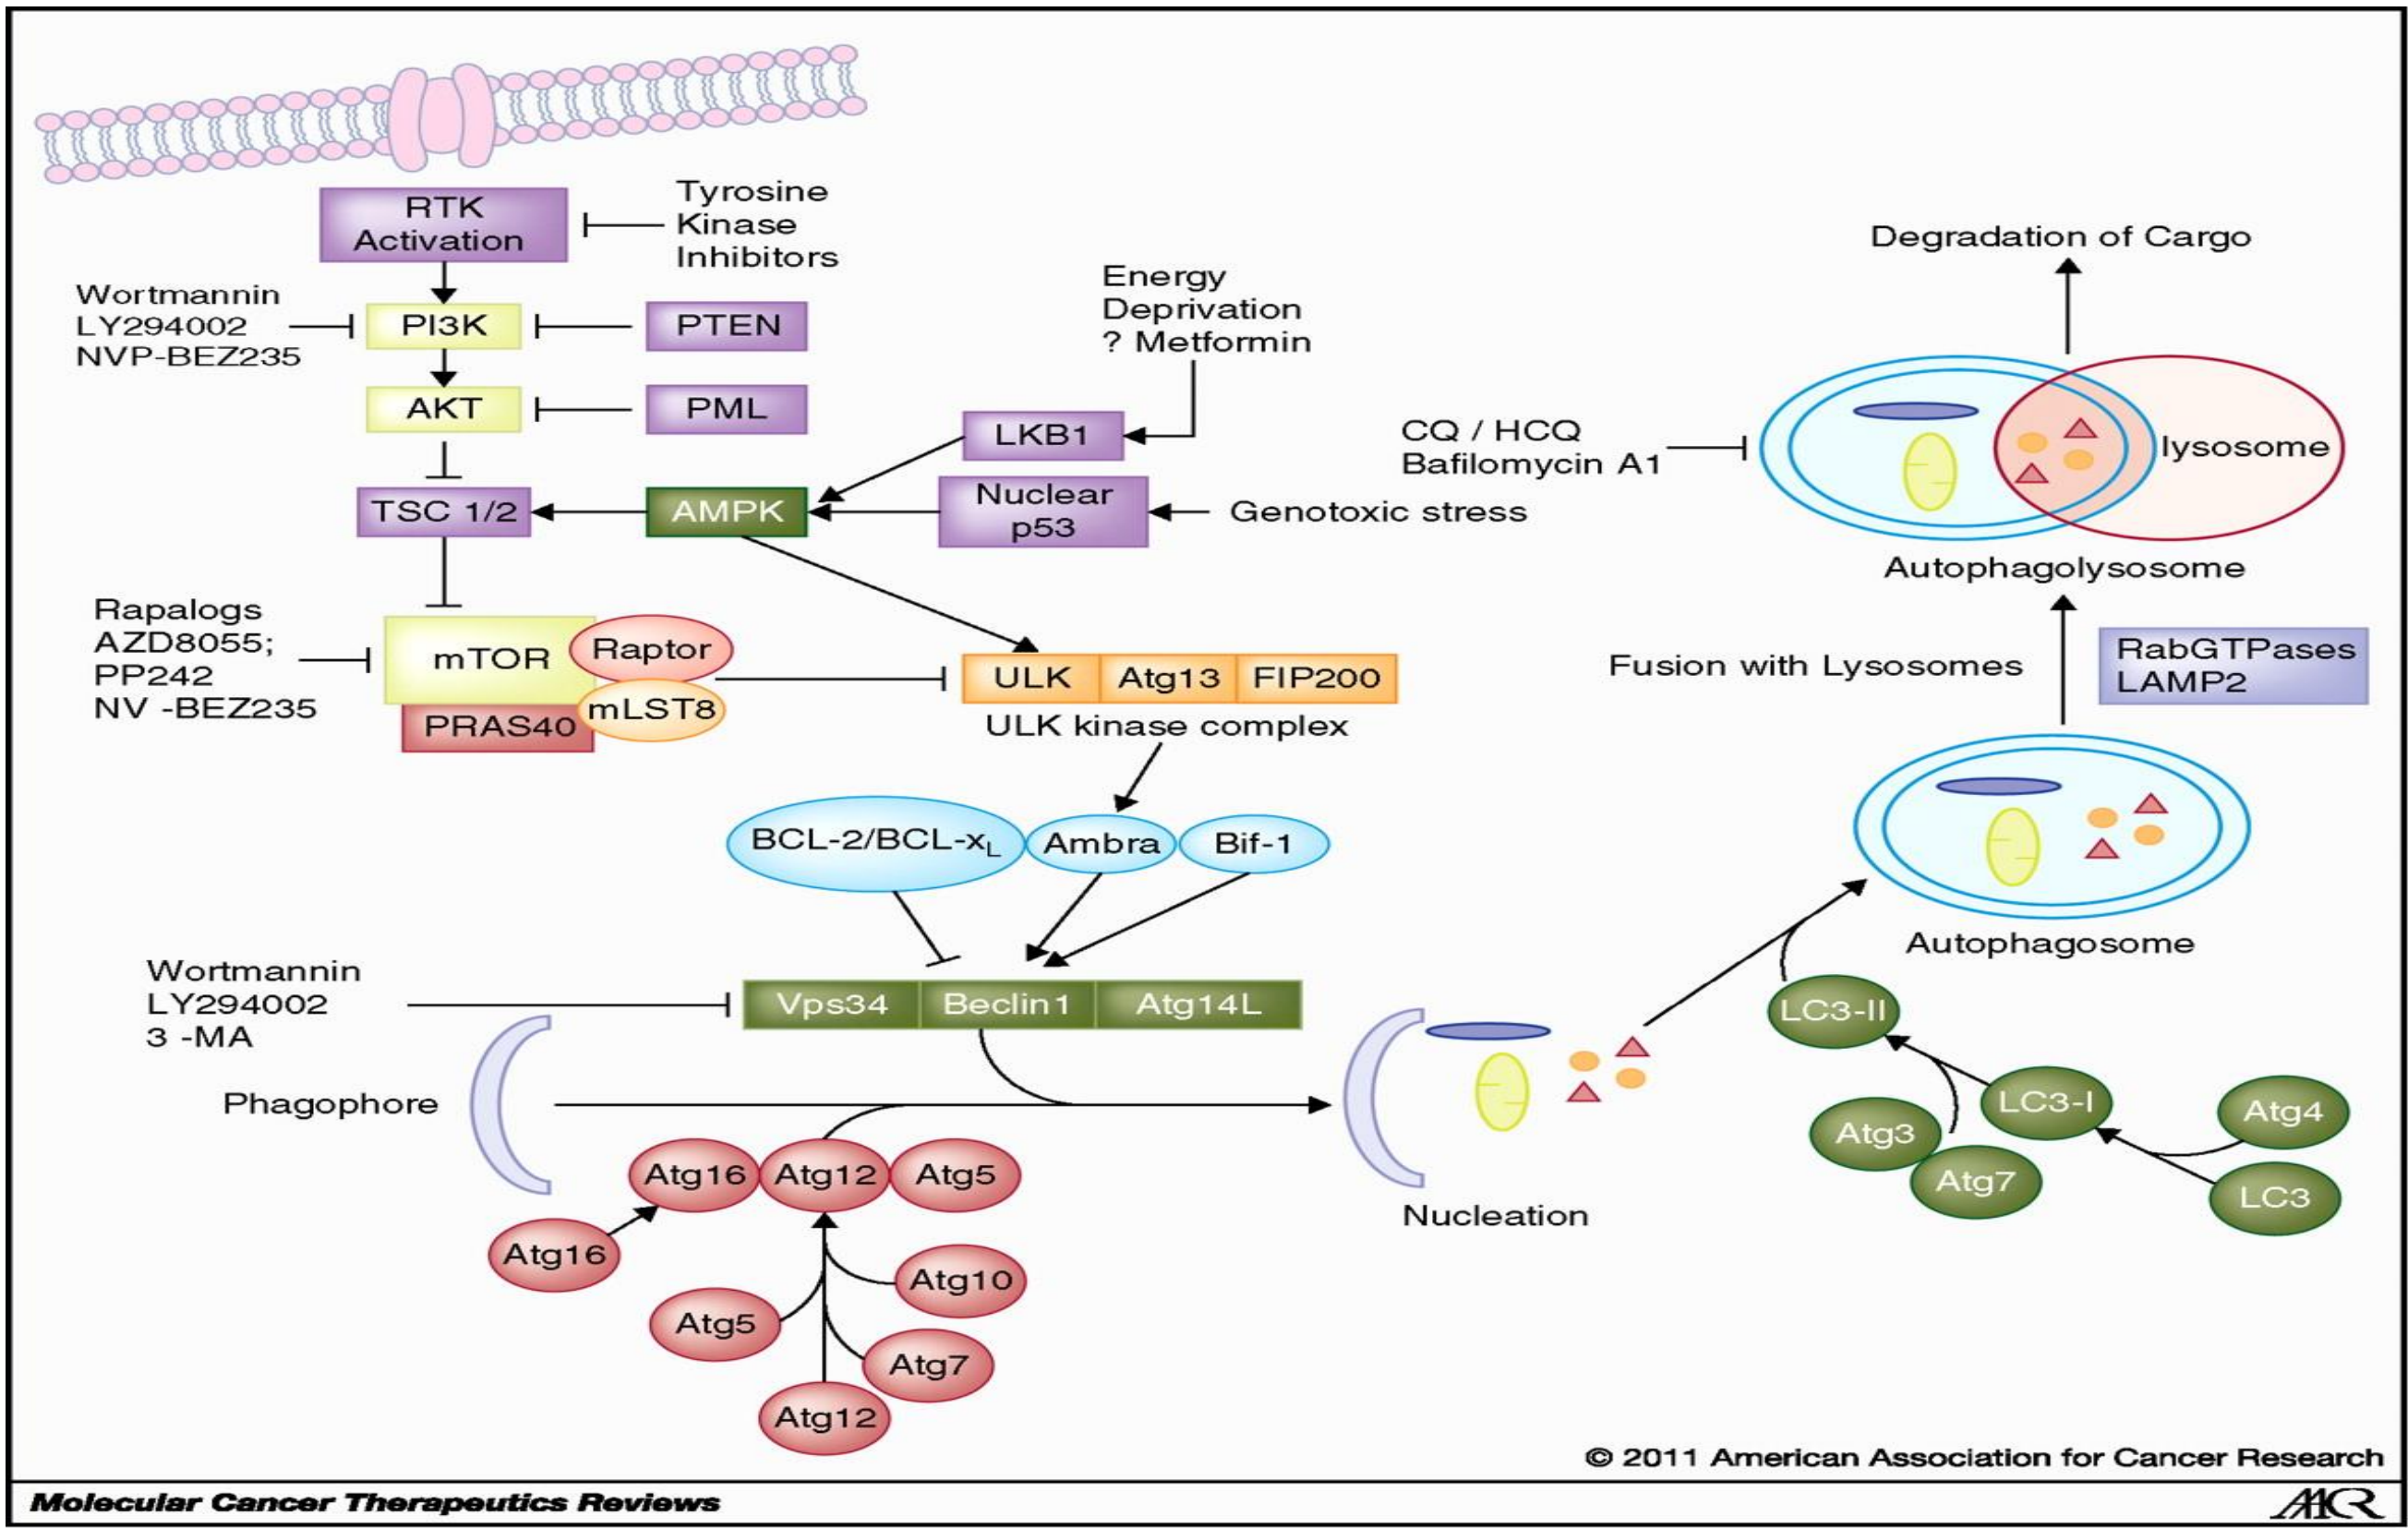 RTK
Activation
Tyrosine
Kinase
Inhibitors
Wortmannin
LY294002
NVP-BEZ235
PI3K
PTEN
AKT
PML
TSC 1/2
AMPK
Energy
Deprivation
? Metformin
LKB1
Nuclear
p53
Genotoxic stress
Rapalogs
AZD8055;
PP242
NV -BEZ235
mTOR
Raptor
mLST8
PRAS40
ULK
Atg13
FIP200
ULK kinase complex
BCL-2/BCL-xL
Ambra
Bif-1
Wortmannin
LY294002
3 -MA
Vps34
Beclin1
Atg14L
Phagophore
Atg16
Atg12
Atg5
Atg16
Atg10
Atg5
Atg7
Atg12
Nucleation
Degradation of Cargo
CQ / HCQ
Bafilomycin A1
lysosome
Autophagolysosome
Fusion with Lysosomes
RabGTPases
LAMP2
Autophagosome
LC3-II
LC3-I
Atg3
Atg7
Atg4
LC3
© 2011 American Association for Cancer Research
Molecular Cancer Therapeutics Reviews
AACR